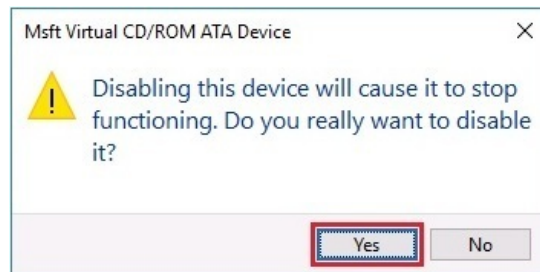 Msft Virtual CD/ROM ATA Device
Disabling this device will cause it to stop
functioning. Do you really want to disable
it?
Yes No